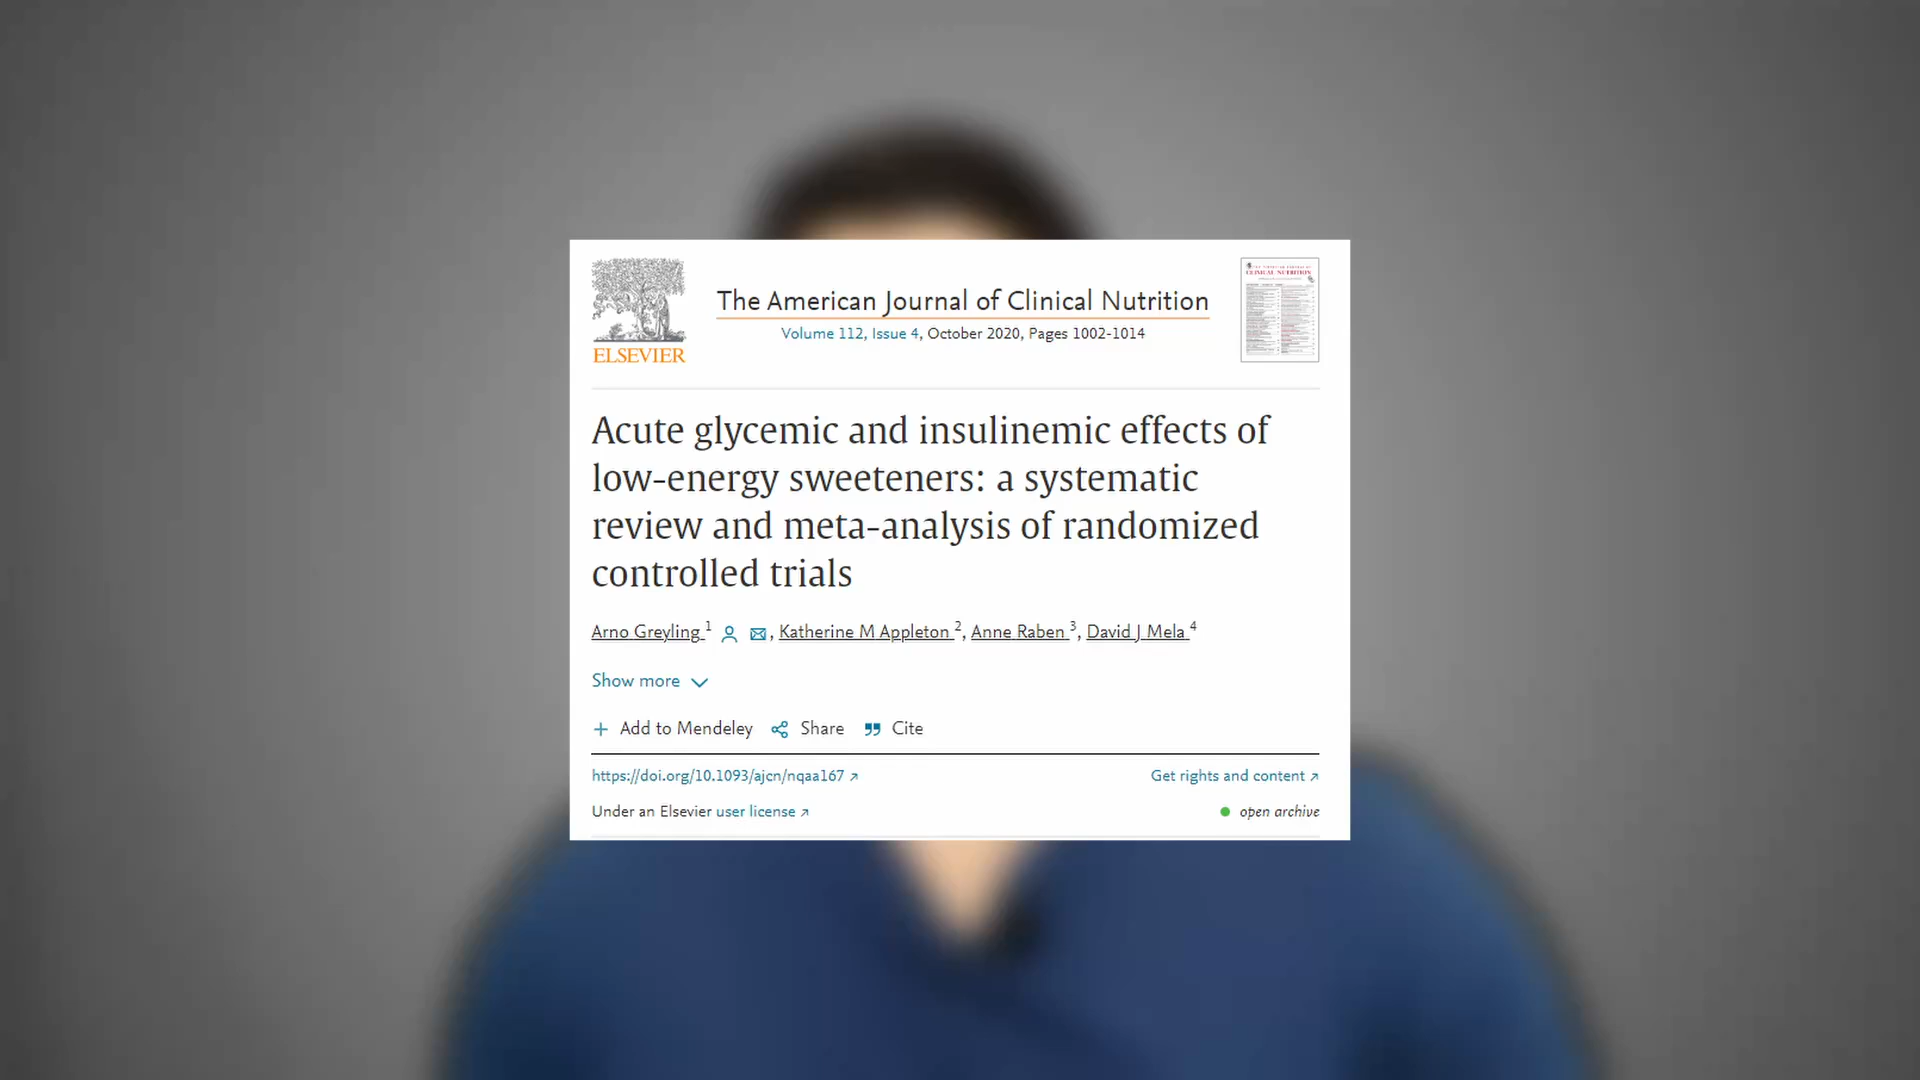 The American Journal of Clinical Nutrition
Volume 112, Issue 4, October 2020, Pages 1002-1014
CLINICAL NUTRITION
ELSEVIER
Acute glycemic and insulinemic effects of
low-energy sweeteners: a systematic
review and meta-analysis of randomized
controlled trials
Arno Greyling 1, Katherine M Appleton 2, Anne Raben 3, David J Mela 4
Show more
Add to Mendeley Share Cite
https://doi.org/10.1093/ajcn/nqaa167 Get rights and content
Under an Elsevier user license open archive